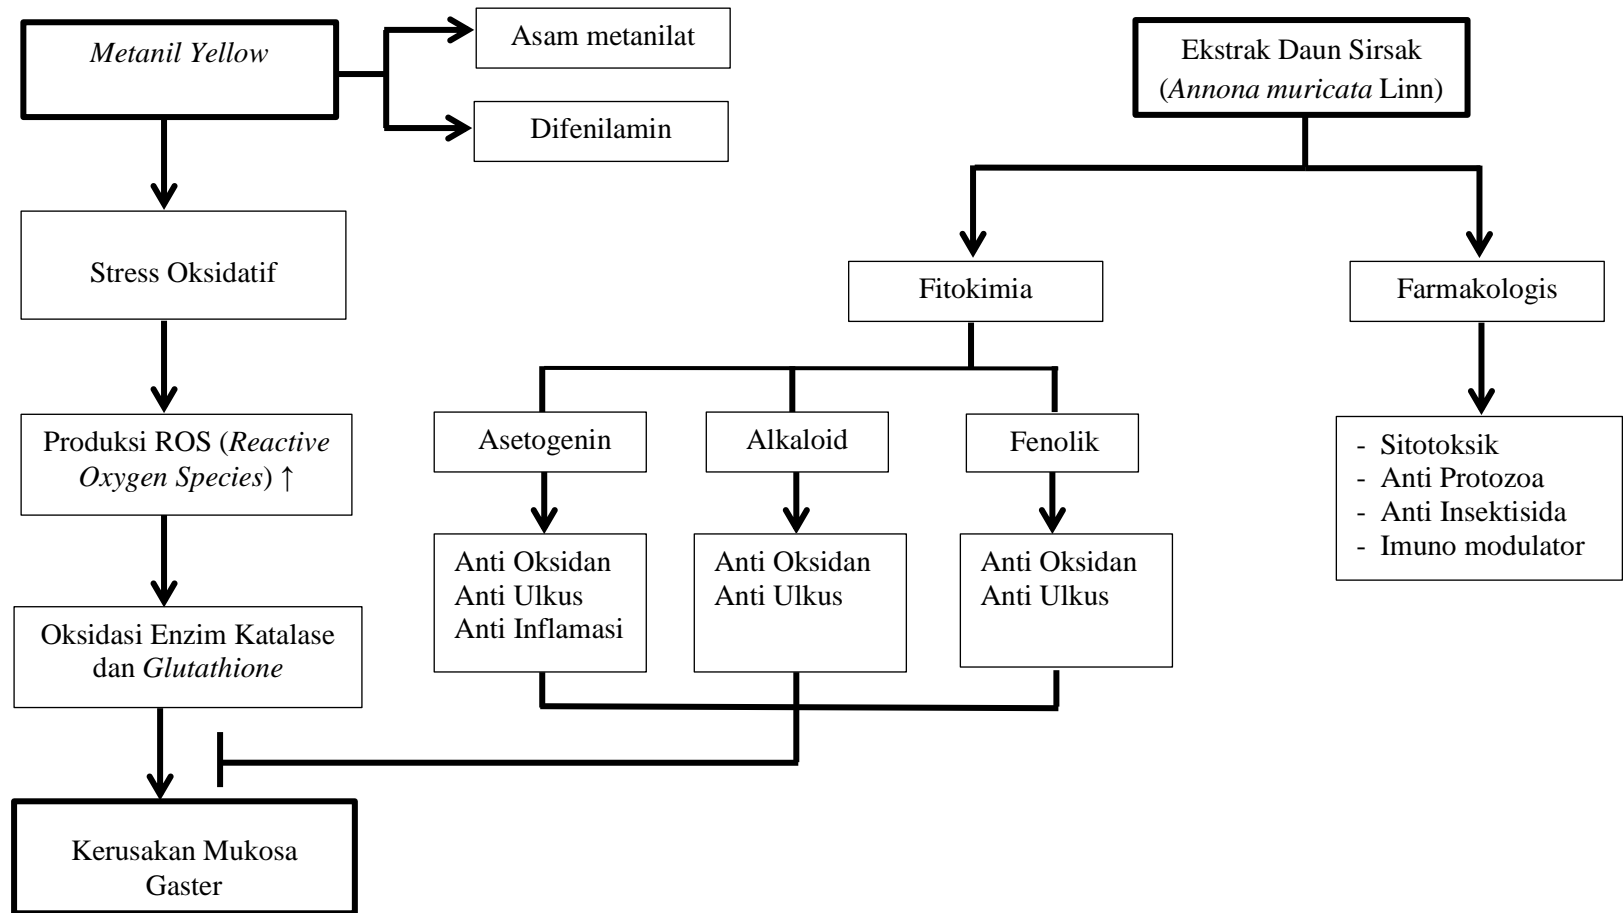 Metanil Yellow
Asam metanilat
Difenilamin
Ekstrak Daun Sirsak
(Annona muricata Linn)
Stress Oksidatif
Fitokimia
Farmakologis
Produksi ROS (Reactive
Oxygen Species) ↑
Asetogenin
Alkaloid
Fenolik
- Sitotoksik
- Anti Protozoa
- Anti Insektisida
- Imuno modulator
Anti Oksidan
Anti Ulkus
Anti Inflamasi
Anti Oksidan
Anti Ulkus
Anti Oksidan
Anti Ulkus
Oksidasi Enzim Katalase
dan Glutathione
Kerusakan Mukosa
Gaster